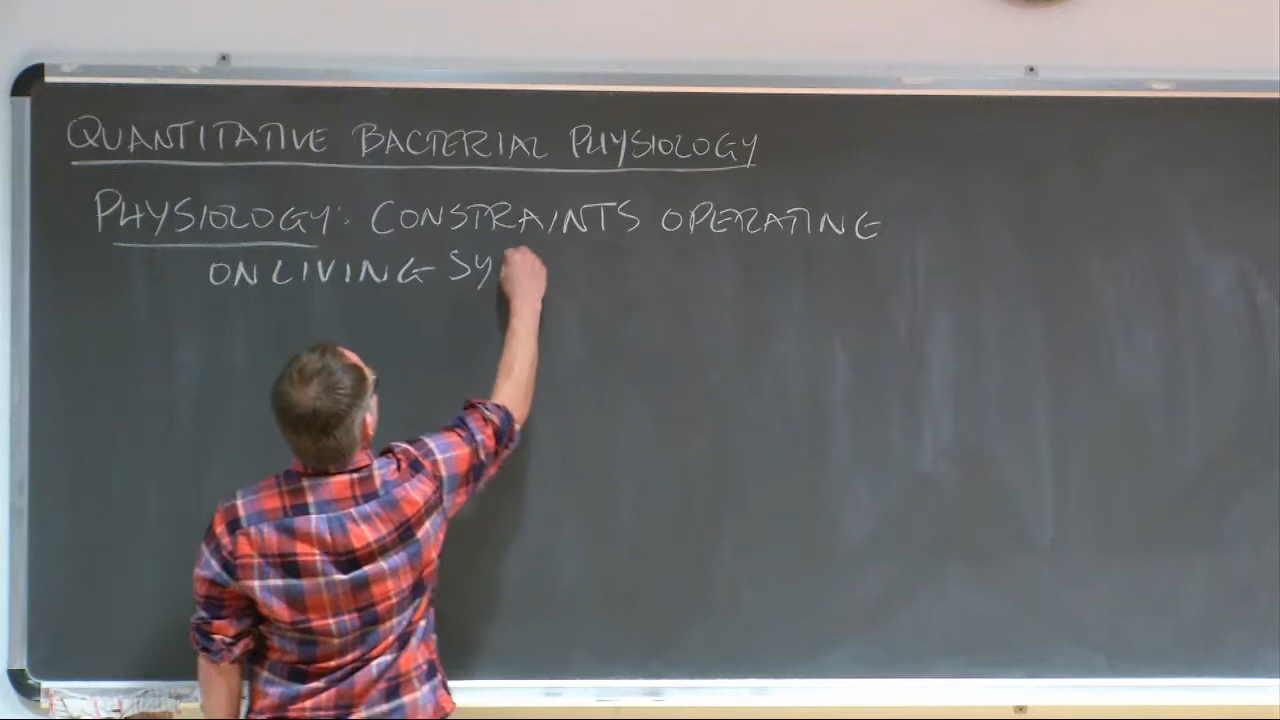 QUANTITATIVE BACTERIAL PHYSIOLOGY
PHYSIOLOGY: CONSTRAINTS OPERATING
ON LIVING SY